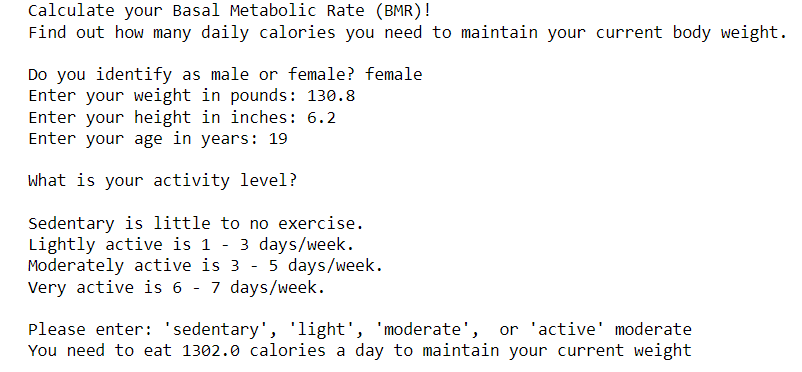 Calculate your Basal Metabolic Rate (BMR)!
Find out how many daily calories you need to maintain your current body weight.
Do you identify as male or female? female
Enter your weight in pounds: 130.8
Enter your height in inches: 6.2
Enter your age in years: 19
What is your activity level?
Sedentary is little to no exercise.
Lightly active is 1 - 3 days/week.
Moderately active is 3 - 5 days/week.
Very active is 6 - 7 days/week.
Please enter: 'sedentary', 'light', 'moderate',  or 'active' moderate
You need to eat 1302.0 calories a day to maintain your current weight